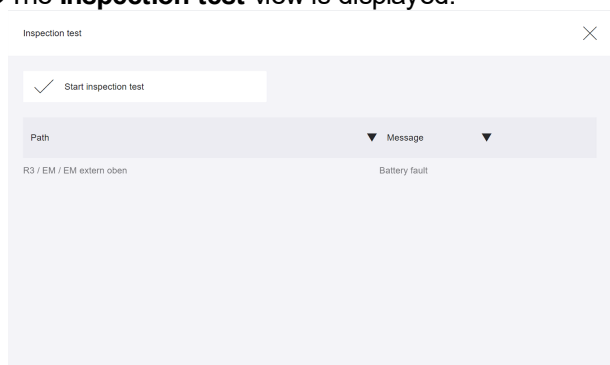 The Inspection test view is displayed.
Inspection test
Start inspection test
Path Message
R3 / EM / EM extern oben Battery fault